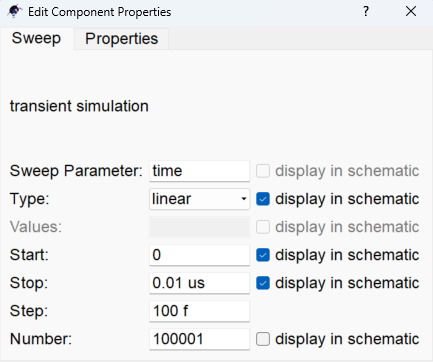 Edit Component Properties ? ×
Sweep Properties
transient simulation
Sweep Parameter: time display in schematic
Type: linear display in schematic
Values: display in schematic
Start: 0 display in schematic
Stop: 0.01 us display in schematic
Step: 100 f
Number: 100001 display in schematic